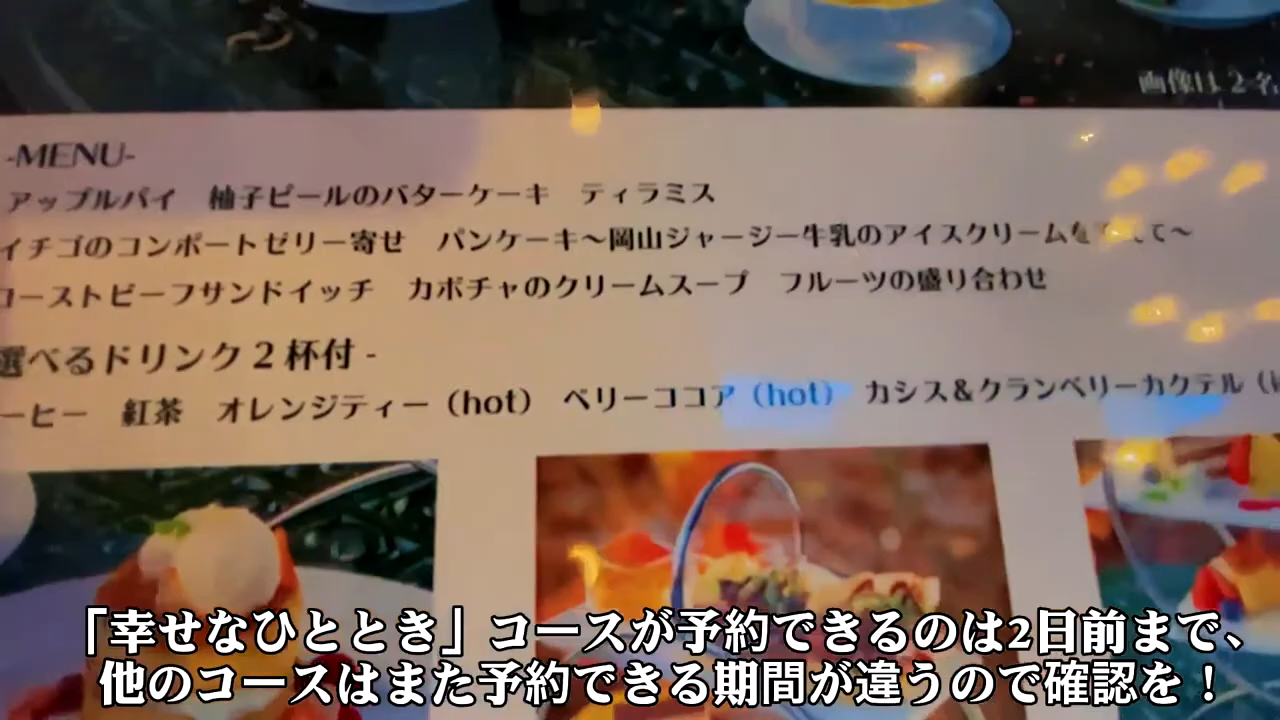 画像は2名
-MENU-
アップルパイ 柚子ピールのバターケーキ ティラミス
イチゴのコンポートゼリー寄せ パンケーキ〜岡山ジャージー牛乳のアイスクリームを
ローストビーフサンドイッチ カボチャのクリームスープ フルーツの盛り合わせ
選べるドリンク2杯付 -
ーヒー 紅茶 オレンジティー（hot） ベリーココア（hot） カシス＆クランベリーカクテル（
「幸せなひととき」コースが予約できるのは2日前まで、
他のコースはまた予約できる期間が違うので確認を！